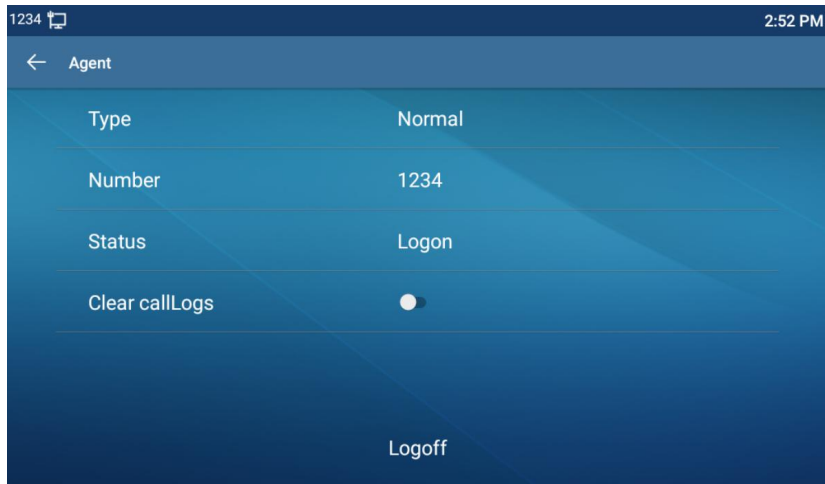 1234 2:52 PM
Agent
Type Normal
Number 1234
Status Logon
Clear callLogs
Logoff